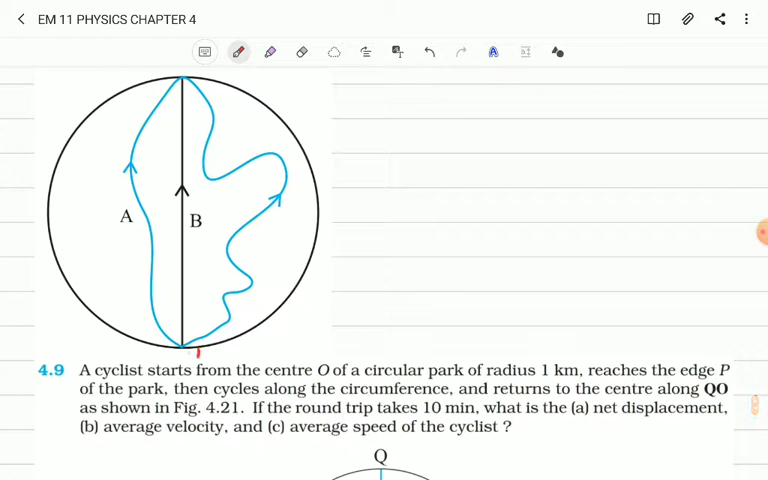 EM 11 PHYSICS CHAPTER 4
A
B
4.9 A cyclist starts from the centre O of a circular park of radius 1 km, reaches the edge P
of the park, then cycles along the circumference, and returns to the centre along QO
as shown in Fig. 4.21. If the round trip takes 10 min, what is the (a) net displacement,
(b) average velocity, and (c) average speed of the cyclist ?
Q